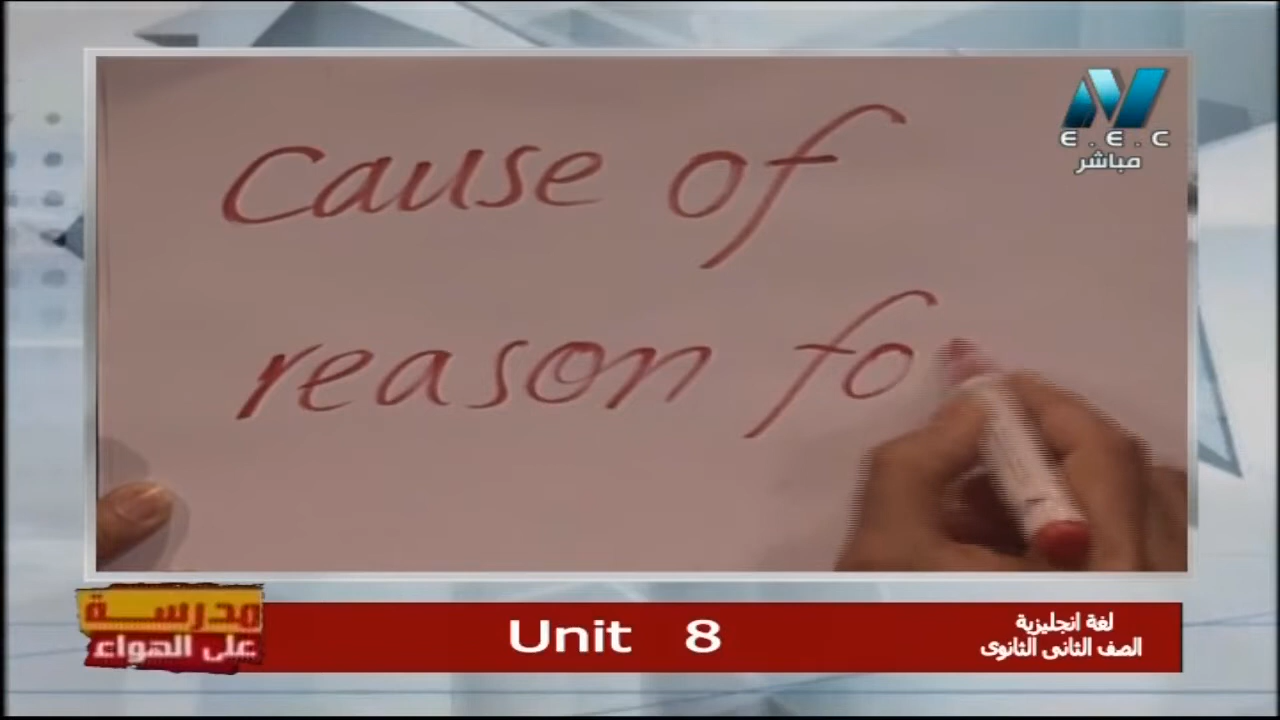 E.E.C
مباشر
Cause of
reason fo
مدرسة
على الهواء
Unit 8
لغة انجليزية
الصف الثانى الثانوى